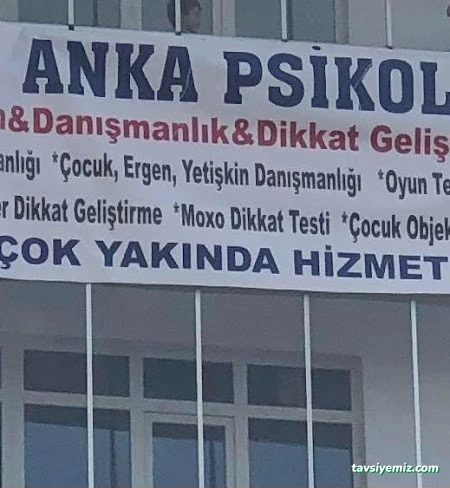 ANKA PSİKOL
&Danışmanlık&Dikkat Geliş
anlığı *Çocuk, Ergen, Yetişkin Danışmanlığı *Oyun Te
er Dikkat Geliştirme *Moxo Dikkat Testi *Çocuk Objek
ÇOK YAKINDA HİZMET
tavsiyemiz.com